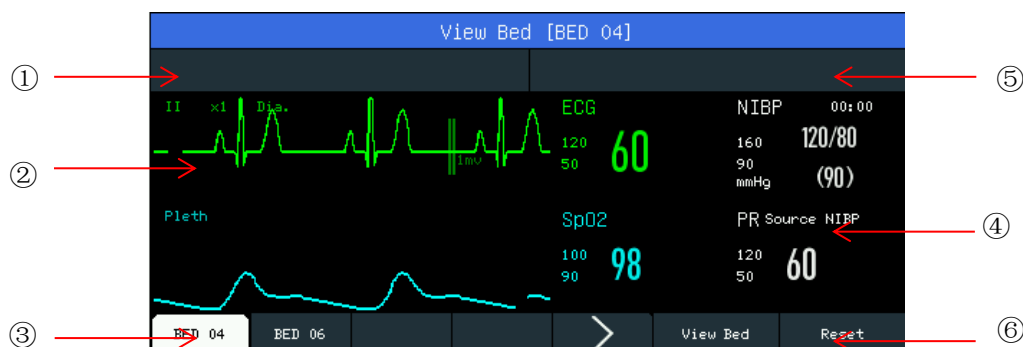 View Bed [BED 04]
①
⑤
II x1 Dia.
1mv
②
ECG
120
50
60
NIBP 00:00
160
90
mmHg
120/80
(90)
Pleth
SpO2
100
90
98
PR Source NIBP
120
50
60
④
③
BED 04 BED 06 > View Bed Reset
⑥